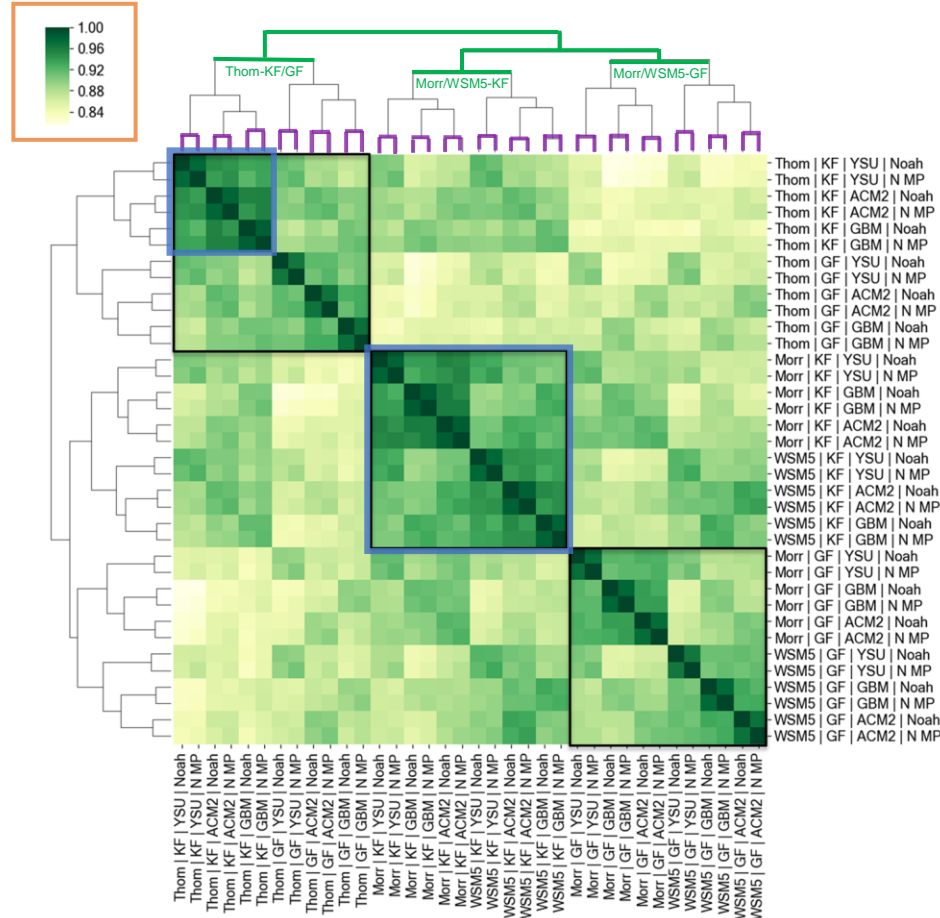 1.00
0.96
0.92
0.88
0.84
Thom-KF/GF
Morr/WSM5-KF
Morr/WSM5-GF
Thom | KF | YSU | Noah
Thom | KF | YSU | N MP
Thom | KF | ACM2 | Noah
Thom | KF | ACM2 | N MP
Thom | KF | GBM | Noah
Thom | KF | GBM | N MP
Thom | GF | YSU | Noah
Thom | GF | YSU | N MP
Thom | GF | ACM2 | Noah
Thom | GF | ACM2 | N MP
Thom | GF | GBM | Noah
Thom | GF | GBM | N MP
Morr | KF | YSU | Noah
Morr | KF | YSU | N MP
Morr | KF | GBM | Noah
Morr | KF | GBM | N MP
Morr | KF | ACM2 | Noah
Morr | KF | ACM2 | N MP
WSM5 | KF | YSU | Noah
WSM5 | KF | YSU | N MP
WSM5 | KF | ACM2 | Noah
WSM5 | KF | ACM2 | N MP
WSM5 | KF | GBM | Noah
WSM5 | KF | GBM | N MP
Morr | GF | YSU | Noah
Morr | GF | YSU | N MP
Morr | GF | GBM | Noah
Morr | GF | GBM | N MP
Morr | GF | ACM2 | Noah
Morr | GF | ACM2 | N MP
WSM5 | GF | YSU | Noah
WSM5 | GF | YSU | N MP
WSM5 | GF | GBM | Noah
WSM5 | GF | GBM | N MP
WSM5 | GF | ACM2 | Noah
WSM5 | GF | ACM2 | N MP
Thom | KF | YSU | Noah
Thom | KF | YSU | N MP
Thom | KF | ACM2 | Noah
Thom | KF | ACM2 | N MP
Thom | KF | GBM | Noah
Thom | KF | GBM | N MP
Thom | GF | YSU | Noah
Thom | GF | YSU | N MP
Thom | GF | ACM2 | Noah
Thom | GF | ACM2 | N MP
Thom | GF | GBM | Noah
Thom | GF | GBM | N MP
Morr | KF | YSU | Noah
Morr | KF | YSU | N MP
Morr | KF | GBM | Noah
Morr | KF | GBM | N MP
Morr | KF | ACM2 | Noah
Morr | KF | ACM2 | N MP
WSM5 | KF | YSU | Noah
WSM5 | KF | YSU | N MP
WSM5 | KF | ACM2 | Noah
WSM5 | KF | ACM2 | N MP
WSM5 | KF | GBM | Noah
WSM5 | KF | GBM | N MP
Morr | GF | YSU | Noah
Morr | GF | YSU | N MP
Morr | GF | GBM | Noah
Morr | GF | GBM | N MP
Morr | GF | ACM2 | Noah
Morr | GF | ACM2 | N MP
WSM5 | GF | YSU | Noah
WSM5 | GF | YSU | N MP
WSM5 | GF | GBM | Noah
WSM5 | GF | GBM | N MP
WSM5 | GF | ACM2 | Noah
WSM5 | GF | ACM2 | N MP